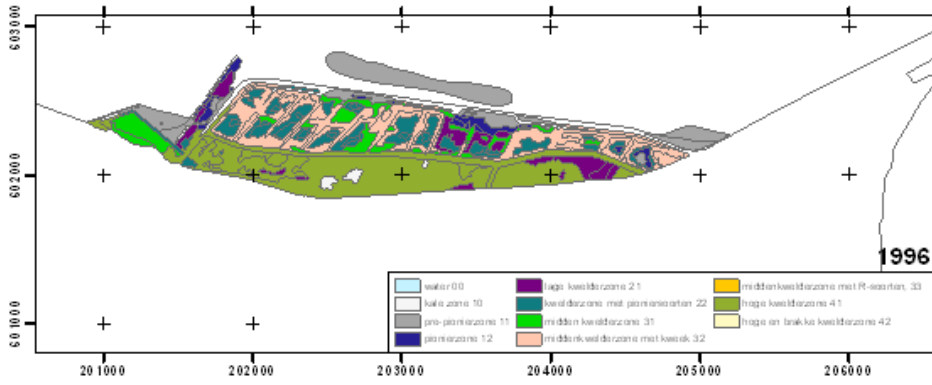 603000
602000
601000
1996
water 00
kale zone 10
pre-pionierzone 11
pionierzone 12
lage kwelderzone 21
kwelderzone met pioniersoorten 22
midden kwelderzone 31
middenkwelderzone met kweek 32
middenkwelderzone met R-soorten, 33
hoge kwelderzone 41
hoge en brakke kwelderzone 42
201000 202000 203000 204000 205000 206000